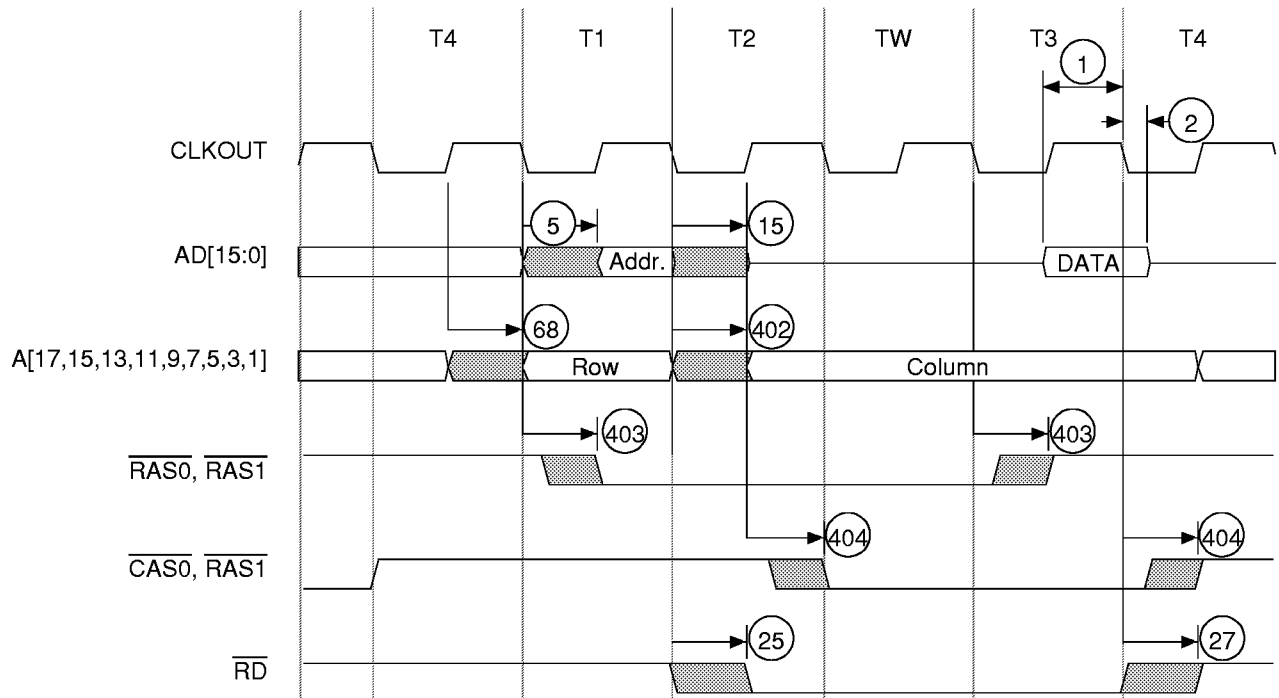 T4 T1 T2 TW T3 T4
1
2
CLKOUT
5 15
AD[15:0] Addr. DATA
68 402
A[17,15,13,11,9,7,5,3,1] Row Column
403 403
RAS0, RAS1
404 404
CAS0, RAS1
25 27
RD